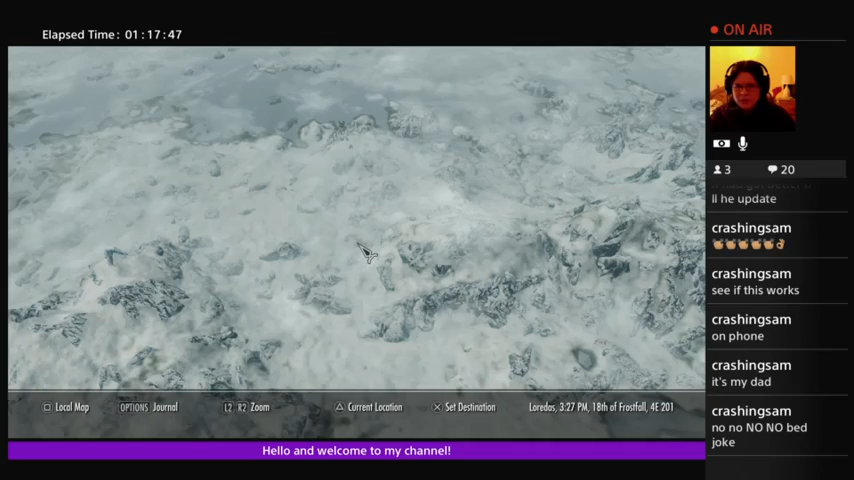 Elapsed Time: 01:17:47
ON AIR
3
20
ll he update
crashingsam
crashingsam
see if this works
crashingsam
on phone
crashingsam
it's my dad
crashingsam
no no NO NO bed
joke
Local Map
OPTIONS Journal
L2 R2 Zoom
Current Location
Set Destination
Loredas, 3:27 PM, 18th of Frostfall, 4E 201
Hello and welcome to my channel!